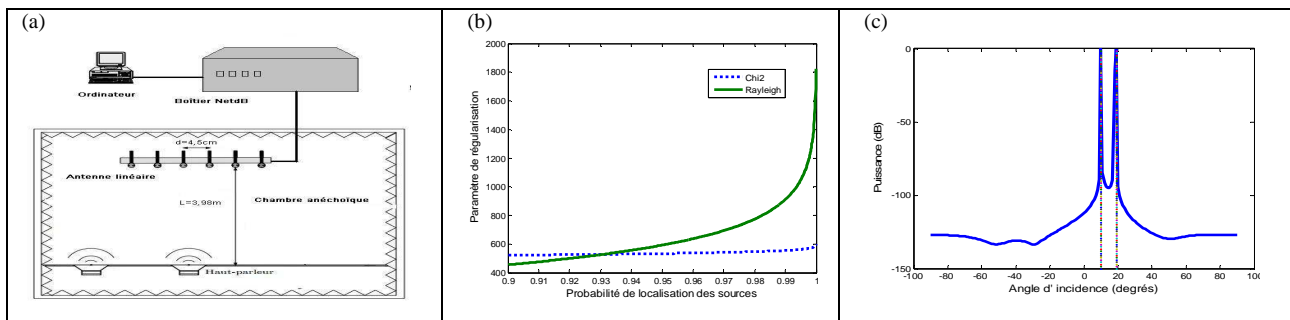 (a)
Ordinateur
Boîtier NetdB
d=4,5cm
Antenne linéaire
L=3,98m
Chambre anéchoïque
Haut-parleur
(b)
2000
1800
1600
1400
1200
1000
800
600
400
Paramètre de régularisation
Chi2
Rayleigh
0.9
0.91
0.92
0.93
0.94
0.95
0.96
0.97
0.98
0.99
1
Probabilité de localisation des sources
(c)
0
-50
-100
-150
Puissance (dB)
-100
-80
-60
-40
-20
0
20
40
60
80
100
Angle d' incidence (degrés)